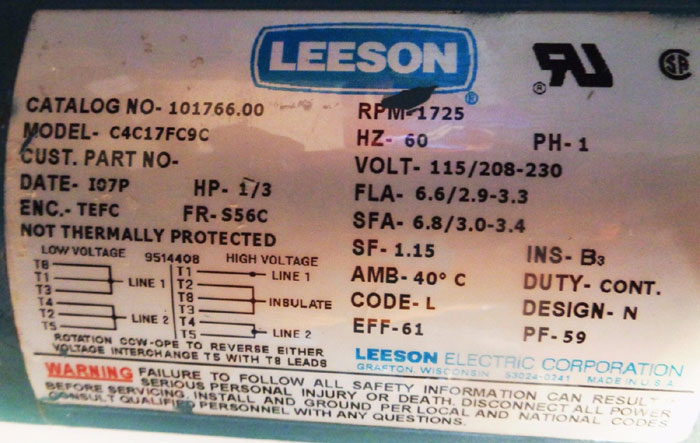 LEESON
CATALOG NO- 101766.00
RPM-1725
MODEL- C4C17FC9C
HZ- 60 PH- 1
CUST. PART NO-
VOLT- 115/208-230
DATE- I07P HP- 1/3
FLA- 6.6/2.9-3.3
ENC.- TEFC FR- S56C
SFA- 6.8/3.0-3.4
NOT THERMALLY PROTECTED
SF- 1.15 INS- B3
AMB- 40° C DUTY- CONT.
CODE- L DESIGN- N
EFF-61 PF- 59
LOW VOLTAGE 9514408 HIGH VOLTAGE
T8 T1 LINE 1
T1 LINE 1 T2
T3 T8 INSULATE
T4 T3
T2 LINE 2 T4 LINE 2
T5 T5
ROTATION CCW-OPE TO REVERSE EITHER
VOLTAGE INTERCHANGE T5 WITH T8 LEADS
LEESON ELECTRIC CORPORATION
GRAFTON, WISCONSIN 53024-0241 MADE IN U.S.A.
WARNING FAILURE TO FOLLOW ALL SAFETY INFORMATION CAN RESULT
SERIOUS PERSONAL INJURY OR DEATH. DISCONNECT ALL POWER
BEFORE SERVICING, INSTALL AND GROUND PER LOCAL AND NATIONAL CODES
CONSULT QUALIFIED PERSONNEL WITH ANY QUESTIONS.